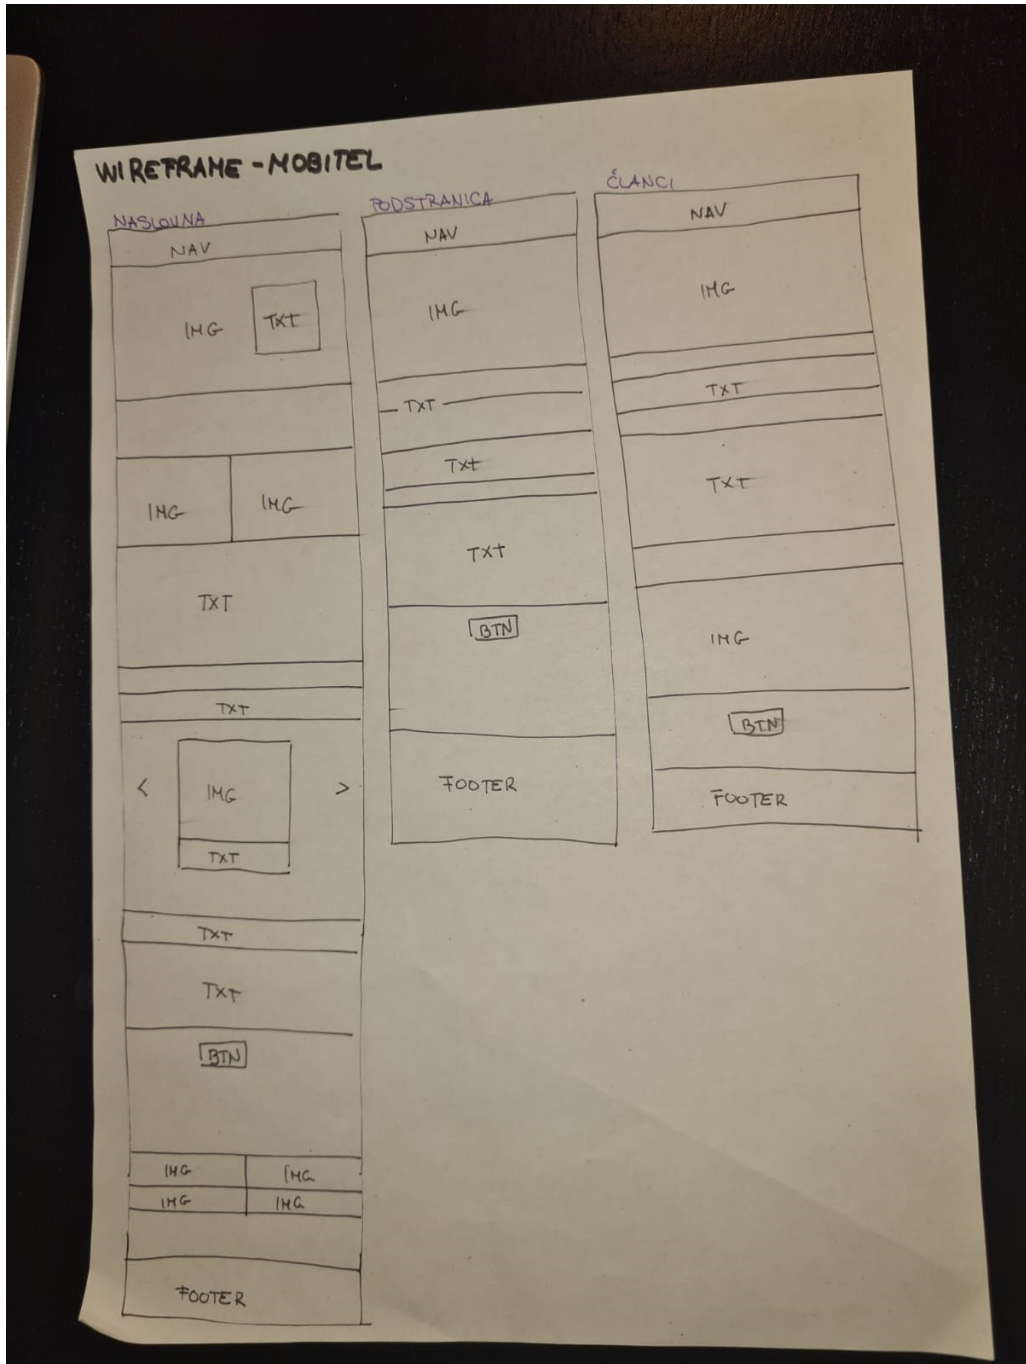 WIREFRAME - MOBITEL
NASLOVNA
NAV
IMG TXT
IMG IMG
TXT
TXT
< IMG >
TXT
TXT
TXT
BTN
IMG IMG
IMG IMG
FOOTER
PODSTRANICA
NAV
IMG
TXT
TXT
TXT
BTN
FOOTER
ČLANCI
NAV
IMG
TXT
TXT
IMG
BTN
FOOTER